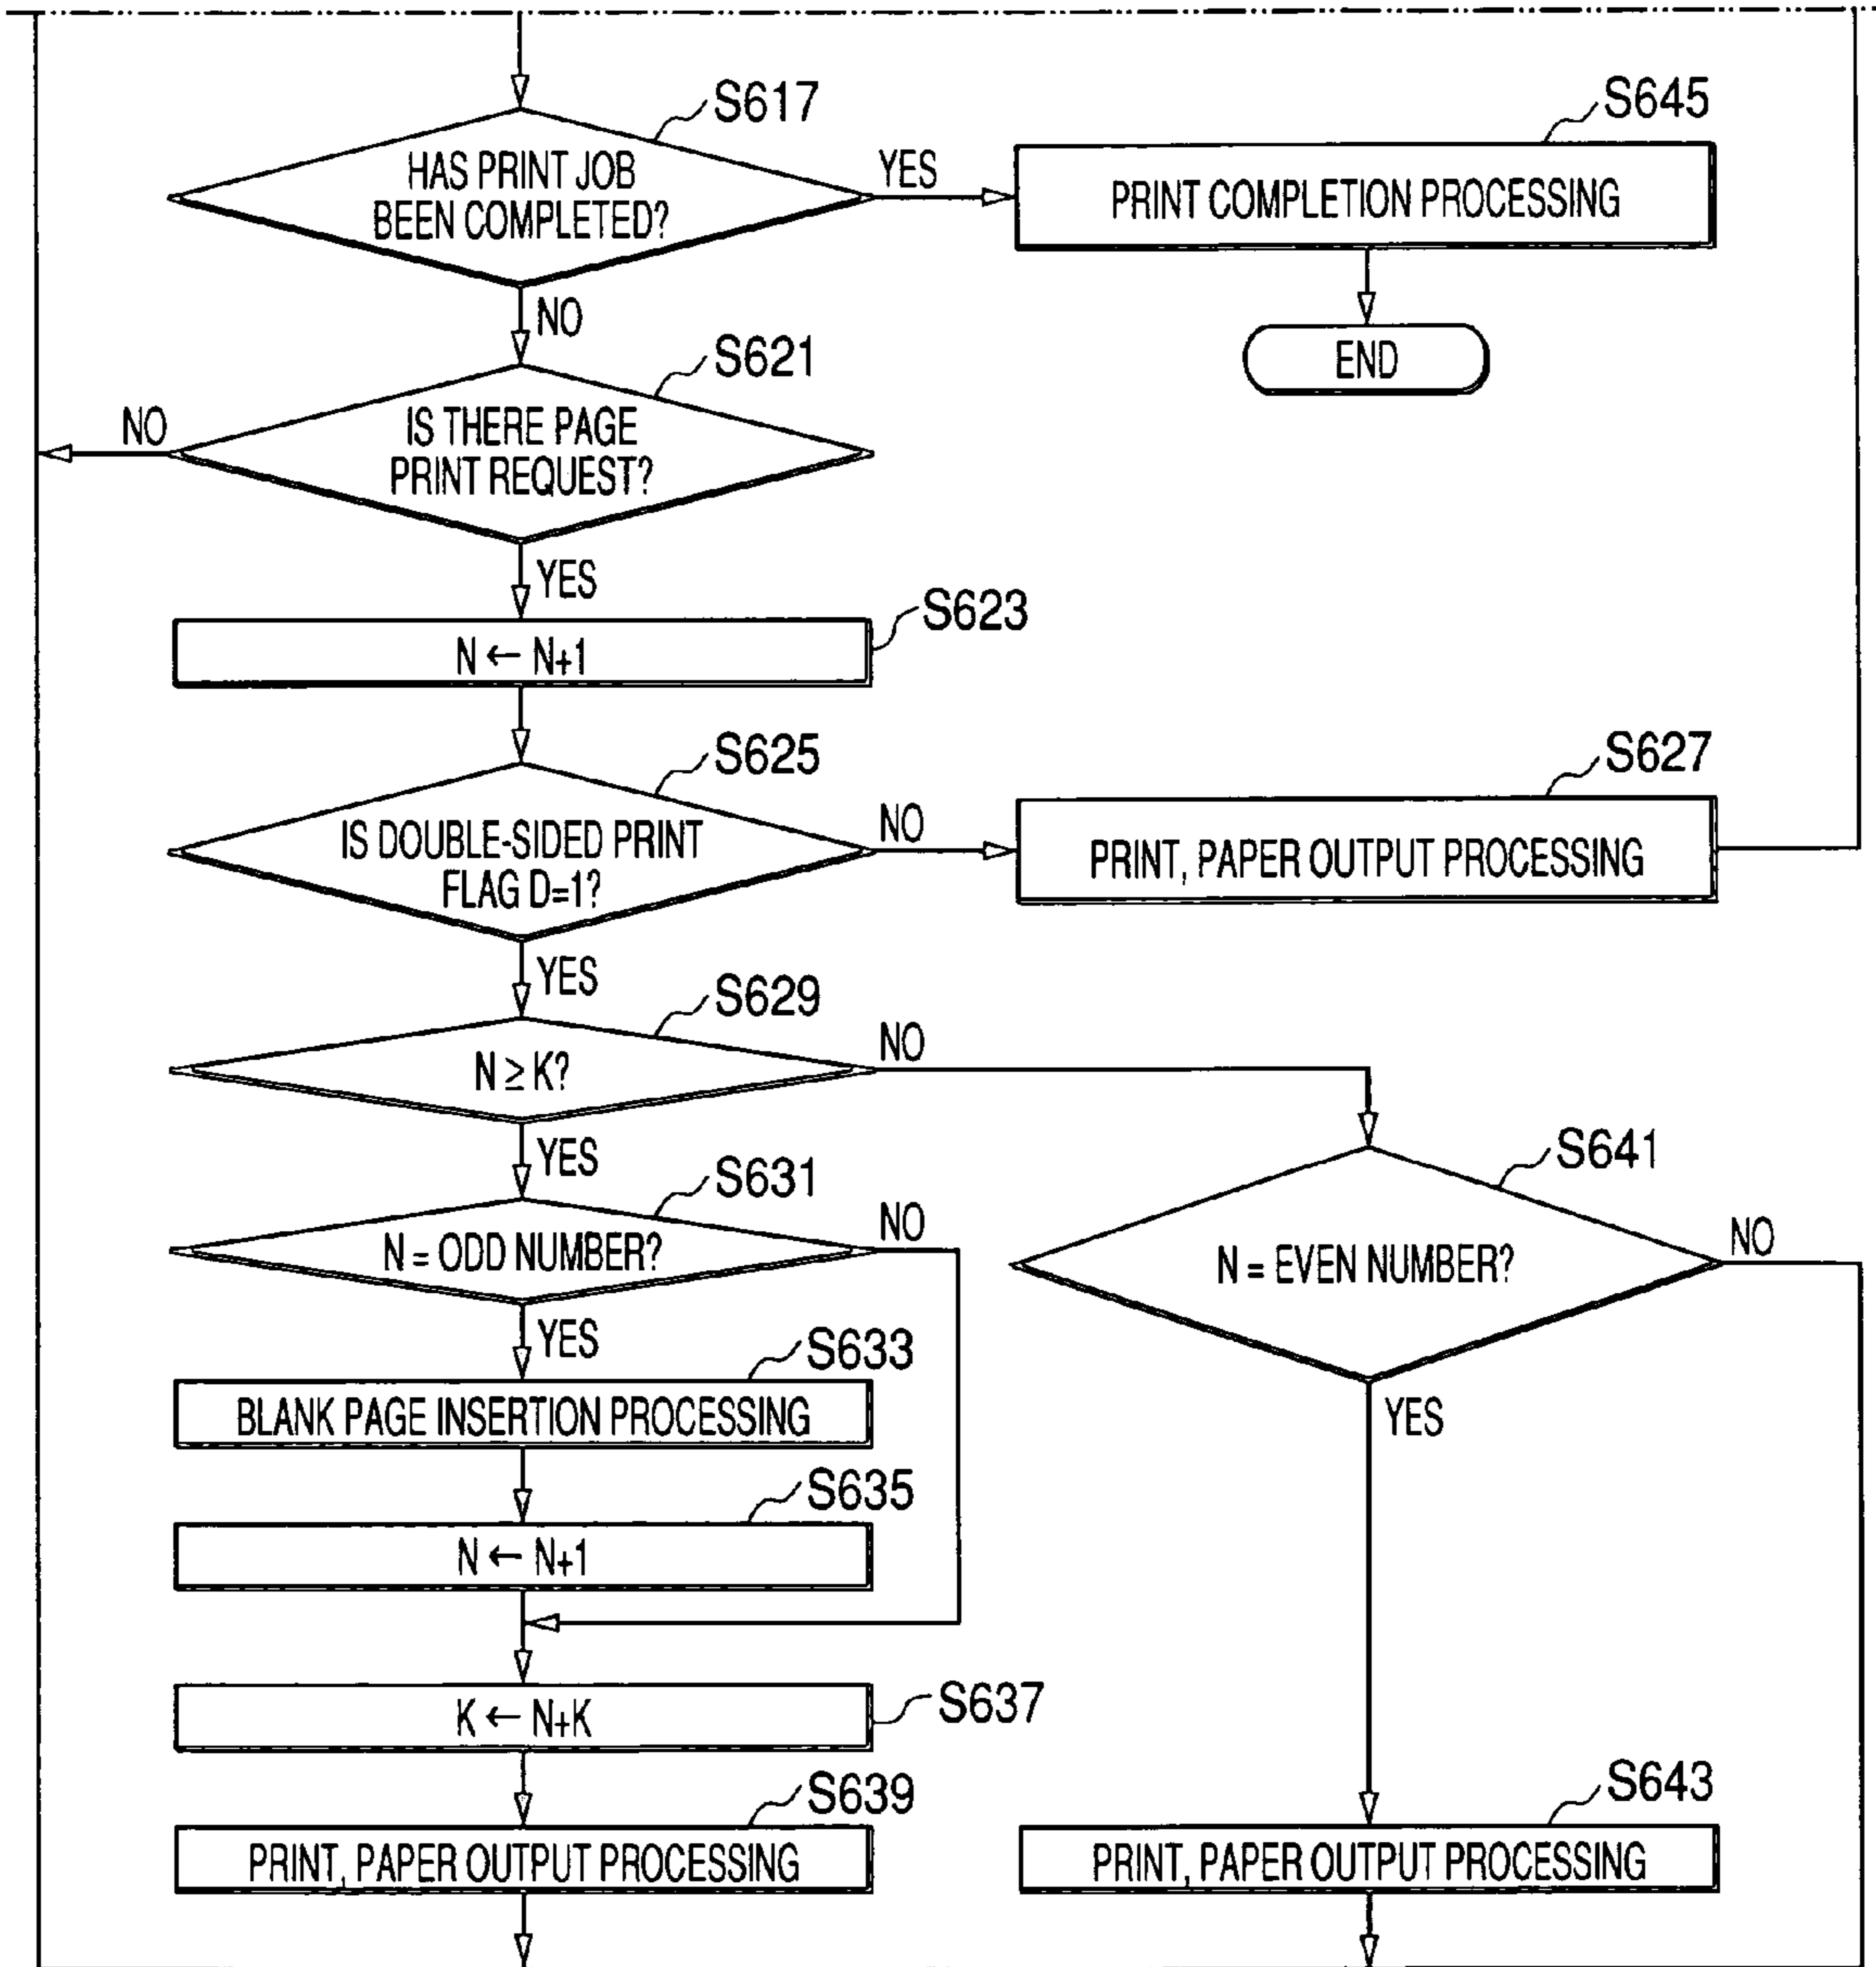 S617
HAS PRINT JOB
BEEN COMPLETED?
YES
S645
PRINT COMPLETION PROCESSING
NO
END
S621
IS THERE PAGE
PRINT REQUEST?
NO
YES
S623
N ← N+1
S625
IS DOUBLE-SIDED PRINT
FLAG D=1?
NO
S627
PRINT, PAPER OUTPUT PROCESSING
YES
S629
N ≥ K?
NO
YES
S631
N = ODD NUMBER?
NO
S641
N = EVEN NUMBER?
NO
YES
S633
BLANK PAGE INSERTION PROCESSING
YES
S635
N ← N+1
K ← N+K
S637
S639
PRINT, PAPER OUTPUT PROCESSING
S643
PRINT, PAPER OUTPUT PROCESSING